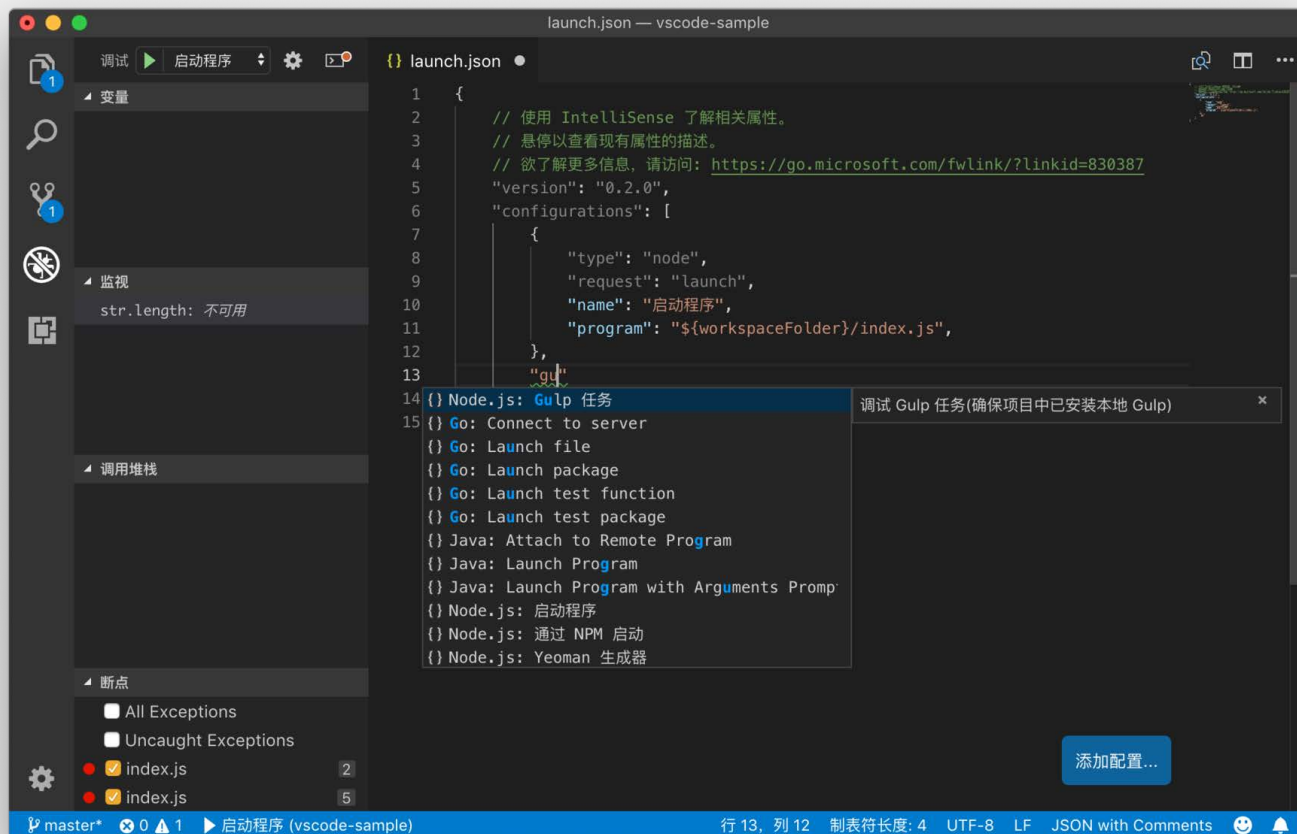 launch.json — vscode-sample
调试 启动程序
{} launch.json ●
1
1
变量
监视
str.length: 不可用
调用堆栈
断点
All Exceptions
Uncaught Exceptions
index.js 2
index.js 5
1 {
2 // 使用 IntelliSense 了解相关属性。
3 // 悬停以查看现有属性的描述。
4 // 欲了解更多信息，请访问: https://go.microsoft.com/fwlink/?linkid=830387
5 "version": "0.2.0",
6 "configurations": [
7 {
8 "type": "node",
9 "request": "launch",
10 "name": "启动程序",
11 "program": "${workspaceFolder}/index.js",
12 },
13 "gu"
14
15
{} Node.js: Gulp 任务
调试 Gulp 任务(确保项目中已安装本地 Gulp) ×
{} Go: Connect to server
{} Go: Launch file
{} Go: Launch package
{} Go: Launch test function
{} Go: Launch test package
{} Java: Attach to Remote Program
{} Java: Launch Program
{} Java: Launch Program with Arguments Promp
{} Node.js: 启动程序
{} Node.js: 通过 NPM 启动
{} Node.js: Yeoman 生成器
添加配置...
master* 0 1 启动程序 (vscode-sample) 行 13，列 12 制表符长度: 4 UTF-8 LF JSON with Comments